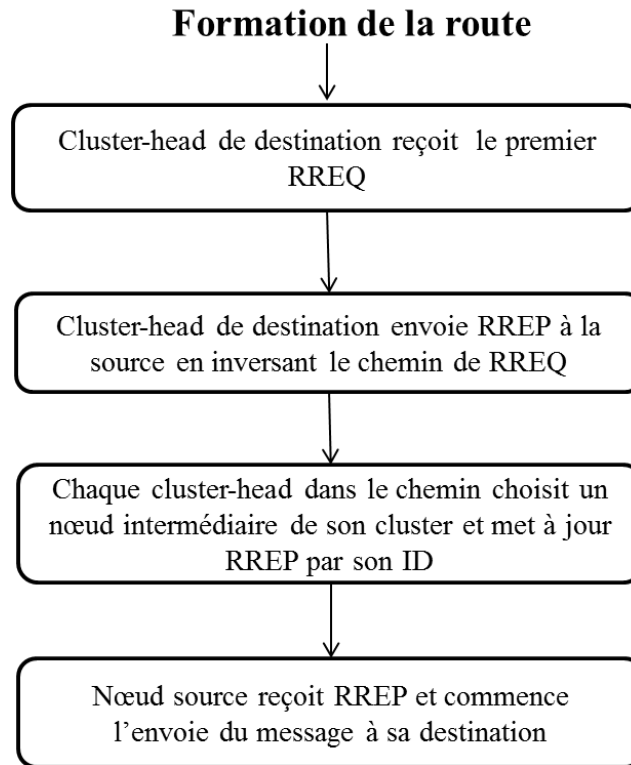 Formation de la route
Cluster-head de destination reçoit le premier
RREQ
Cluster-head de destination envoie RREP à la
source en inversant le chemin de RREQ
Chaque cluster-head dans le chemin choisit un
nœud intermédiaire de son cluster et met à jour
RREP par son ID
Nœud source reçoit RREP et commence
l’envoie du message à sa destination